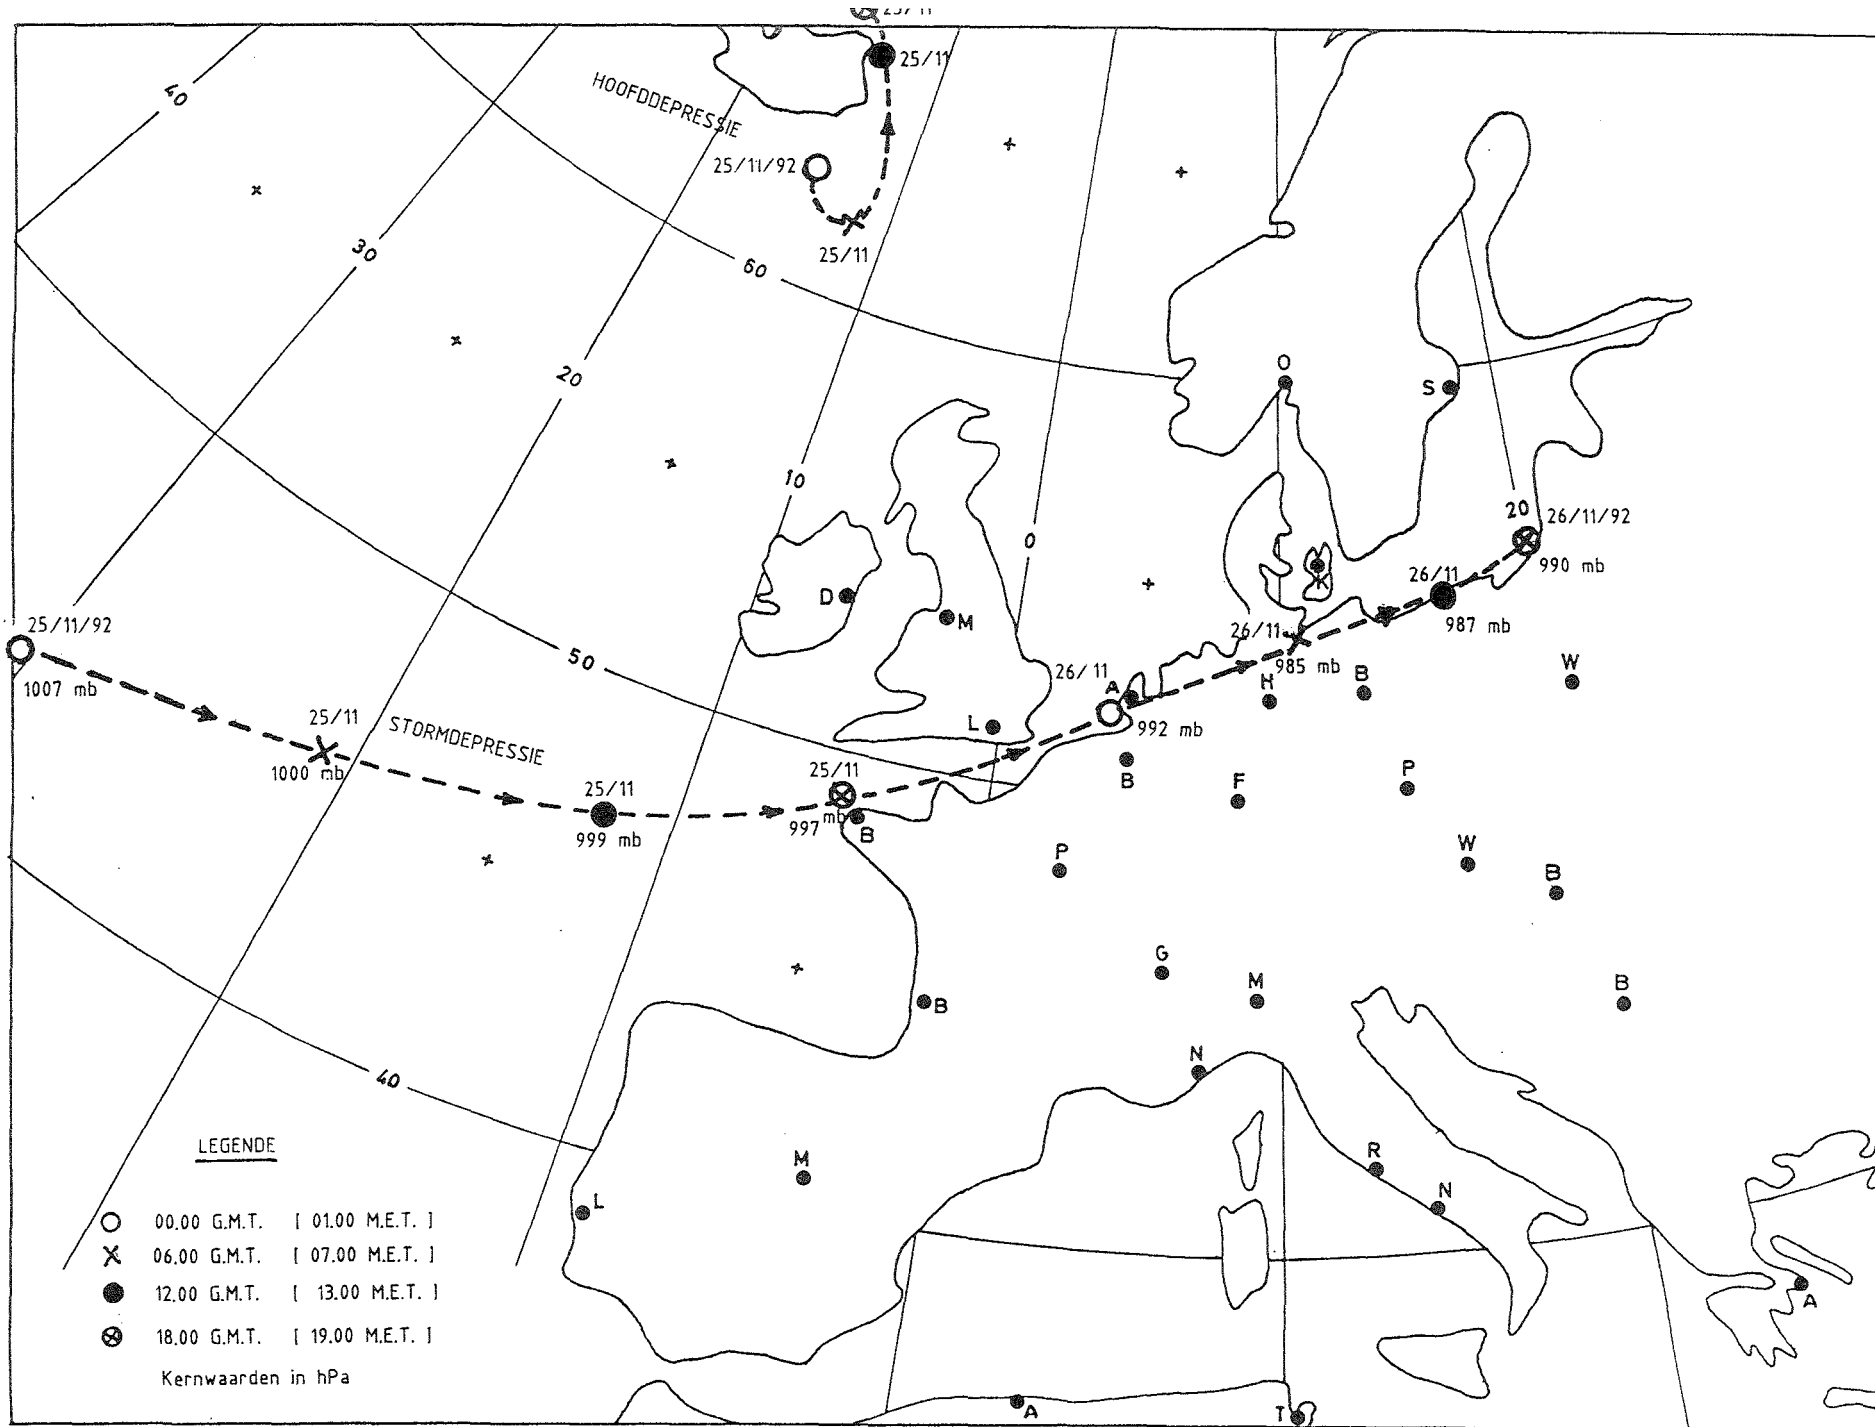 25/11
25/11
40
HOOFDDEPRESSIE
25/11/92
30
25/11
60
20
O
S
10
20
26/11/92
0
990 mb
26/11
K
D
M
987 mb
25/11/92
26/11
50
985 mb
W
1007 mb
26/11
A
H
B
25/11
STORMDEPRESSIE
L
992 mb
1000 mb
25/11
25/11
B
F
P
999 mb
997 mb
B
P
W
B
G
M
B
B
40
N
LEGENDE
M
R
L
N
00.00 G.M.T. [ 01.00 M.E.T. ]
06.00 G.M.T. [ 07.00 M.E.T. ]
12.00 G.M.T. [ 13.00 M.E.T. ]
A
18.00 G.M.T. [ 19.00 M.E.T. ]
Kernwaarden in hPa
A
T